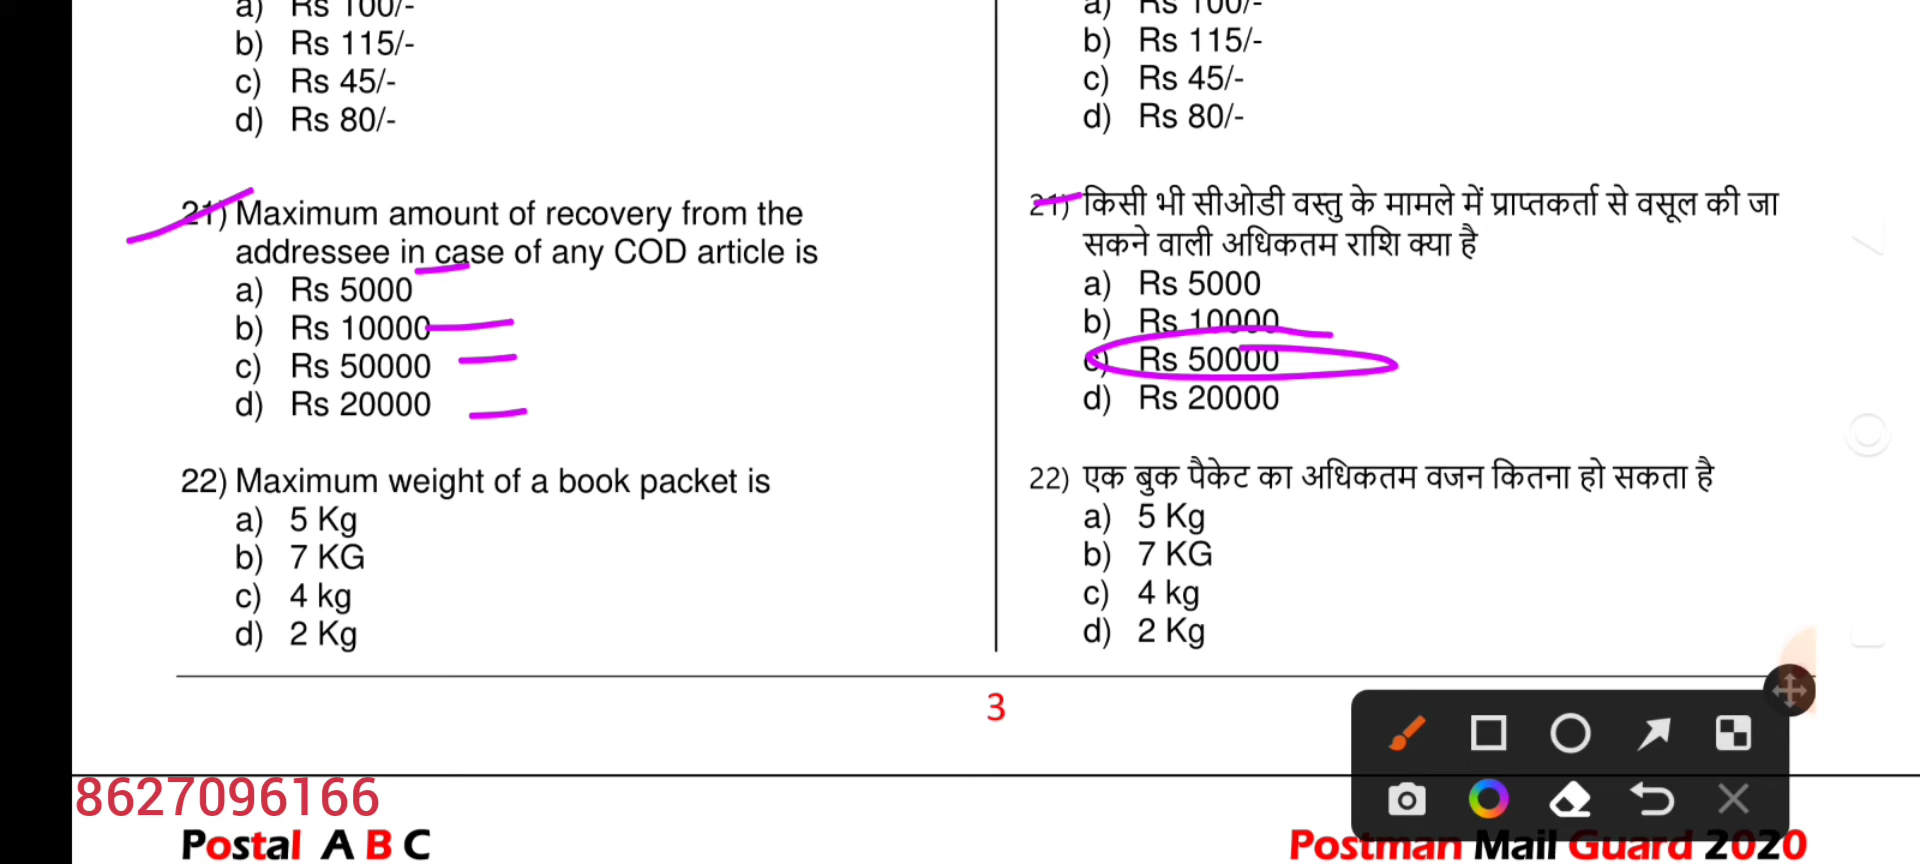 a) Rs 100/-
b) Rs 115/-
c) Rs 45/-
d) Rs 80/-
21) Maximum amount of recovery from the
addressee in case of any COD article is
a) Rs 5000
b) Rs 10000
c) Rs 50000
d) Rs 20000
22) Maximum weight of a book packet is
a) 5 Kg
b) 7 KG
c) 4 kg
d) 2 Kg
a) Rs 100/-
b) Rs 115/-
c) Rs 45/-
d) Rs 80/-
21) किसी भी सीओडी वस्तु के मामले में प्राप्तकर्ता से वसूल की जा
सकने वाली अधिकतम राशि क्या है
a) Rs 5000
b) Rs 10000
c) Rs 50000
d) Rs 20000
22) एक बुक पैकेट का अधिकतम वजन कितना हो सकता है
a) 5 Kg
b) 7 KG
c) 4 kg
d) 2 Kg
3
8627096166
Postal A B C
Postman Mail Guard 2020